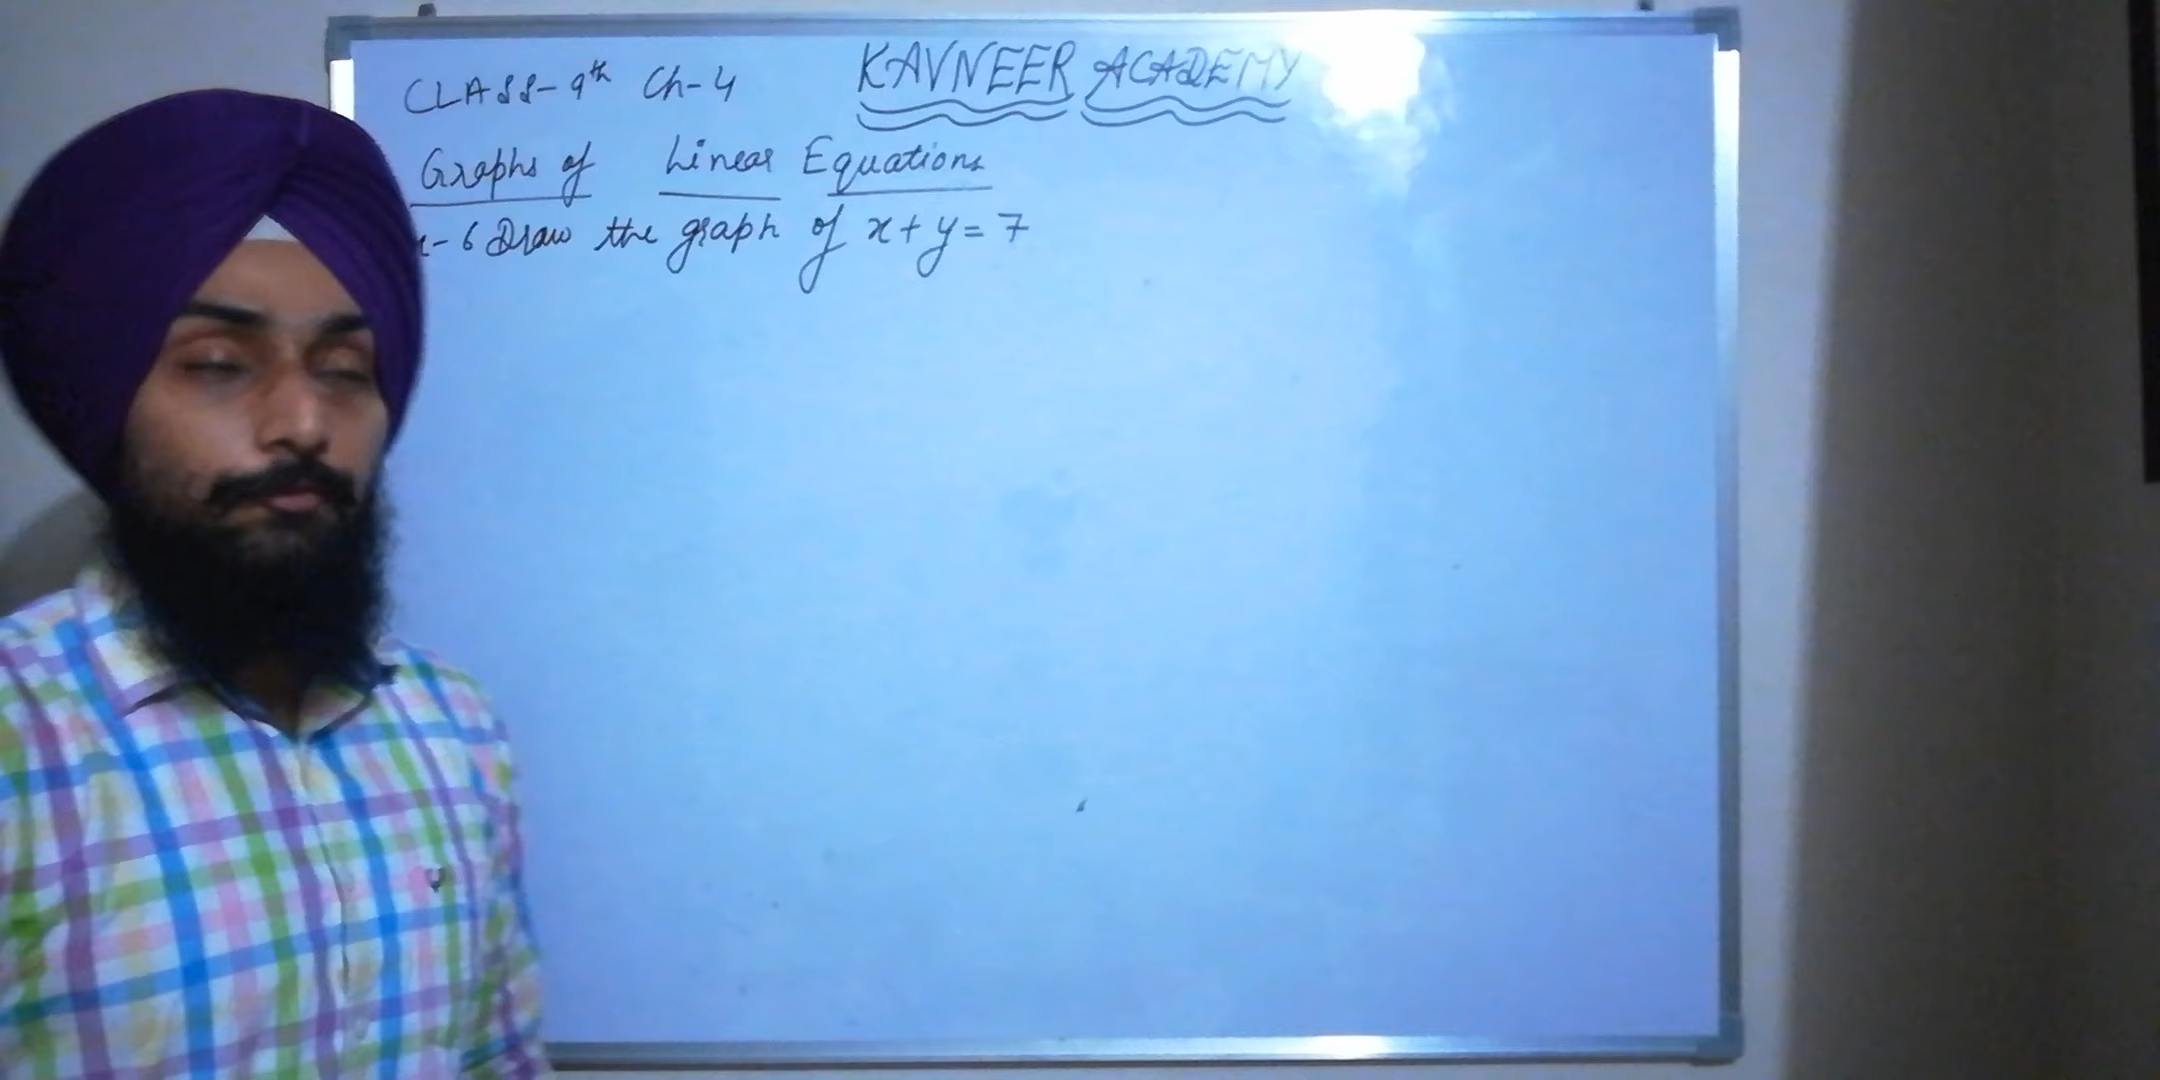 CLASS-9th Ch-4 KAVNEER ACADEMY
Graphs of Linear Equations
-6 Draw the graph of x+y=7